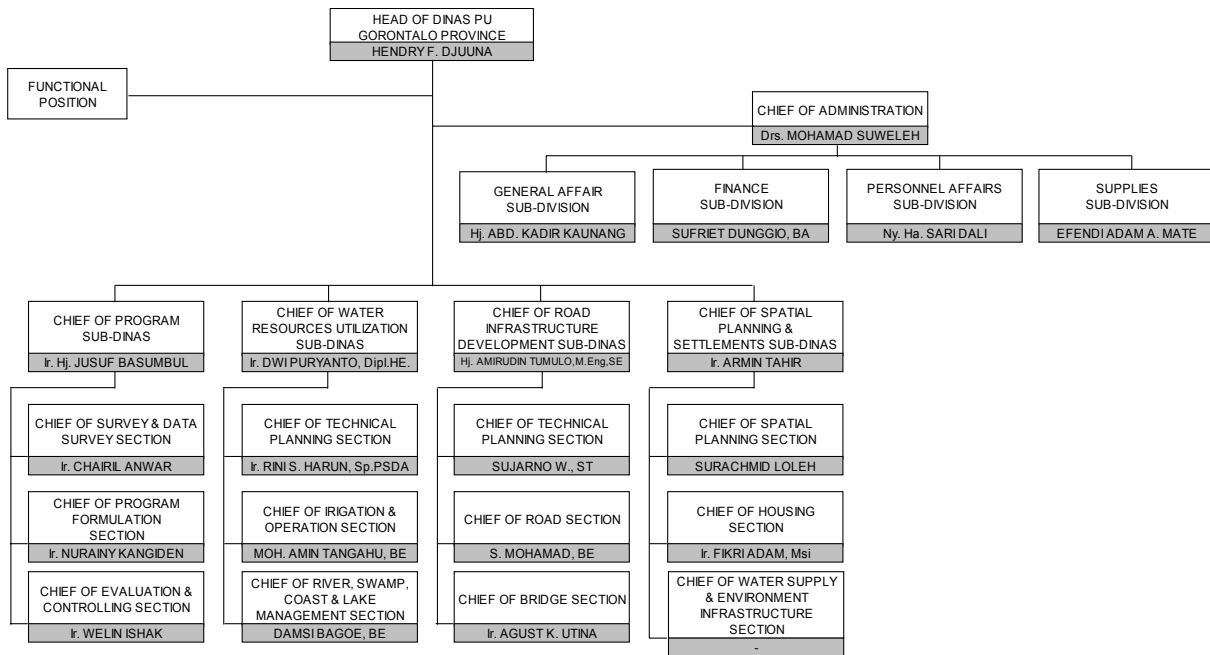 HEAD OF DINAS PU
GORONTALO PROVINCE
HENDRY F. DJUUNA
FUNCTIONAL
POSITION
CHIEF OF ADMINISTRATION
Drs. MOHAMAD SUWELEH
GENERAL AFFAIR
SUB-DIVISION
Hj. ABD. KADIR KAUNANG
FINANCE
SUB-DIVISION
SUFRIET DUNGGIO, BA
PERSONNEL AFFAIRS
SUB-DIVISION
Ny. Ha. SARI DALI
SUPPLIES
SUB-DIVISION
EFENDI ADAM A. MATE
CHIEF OF PROGRAM
SUB-DINAS
Ir. Hj. JUSUF BASUMBUL
CHIEF OF WATER
RESOURCES UTILIZATION
SUB-DINAS
Ir. DWI PURYANTO, Dipl.HE.
CHIEF OF ROAD
INFRASTRUCTURE
DEVELOPMENT SUB-DINAS
Hj. AMIRUDIN TUMULO,M.Eng,SE
CHIEF OF SPATIAL
PLANNING &
SETTLEMENTS SUB-DINAS
Ir. ARMIN TAHIR
CHIEF OF SURVEY & DATA
SURVEY SECTION
Ir. CHAIRIL ANWAR
CHIEF OF TECHNICAL
PLANNING SECTION
Ir. RINI S. HARUN, Sp.PSDA
CHIEF OF TECHNICAL
PLANNING SECTION
SUJARNO W., ST
CHIEF OF SPATIAL
PLANNING SECTION
SURACHMID LOLEH
CHIEF OF PROGRAM
FORMULATION
SECTION
Ir. NURAINY KANGIDEN
CHIEF OF IRIGATION &
OPERATION SECTION
MOH. AMIN TANGAHU, BE
CHIEF OF ROAD SECTION
S. MOHAMAD, BE
CHIEF OF HOUSING
SECTION
Ir. FIKRI ADAM, Msi
CHIEF OF EVALUATION &
CONTROLLING SECTION
Ir. WELIN ISHAK
CHIEF OF RIVER, SWAMP,
COAST & LAKE
MANAGEMENT SECTION
DAMSI BAGOE, BE
CHIEF OF BRIDGE SECTION
Ir. AGUST K. UTINA
CHIEF OF WATER SUPPLY
& ENVIRONMENT
INFRASTRUCTURE
SECTION
-